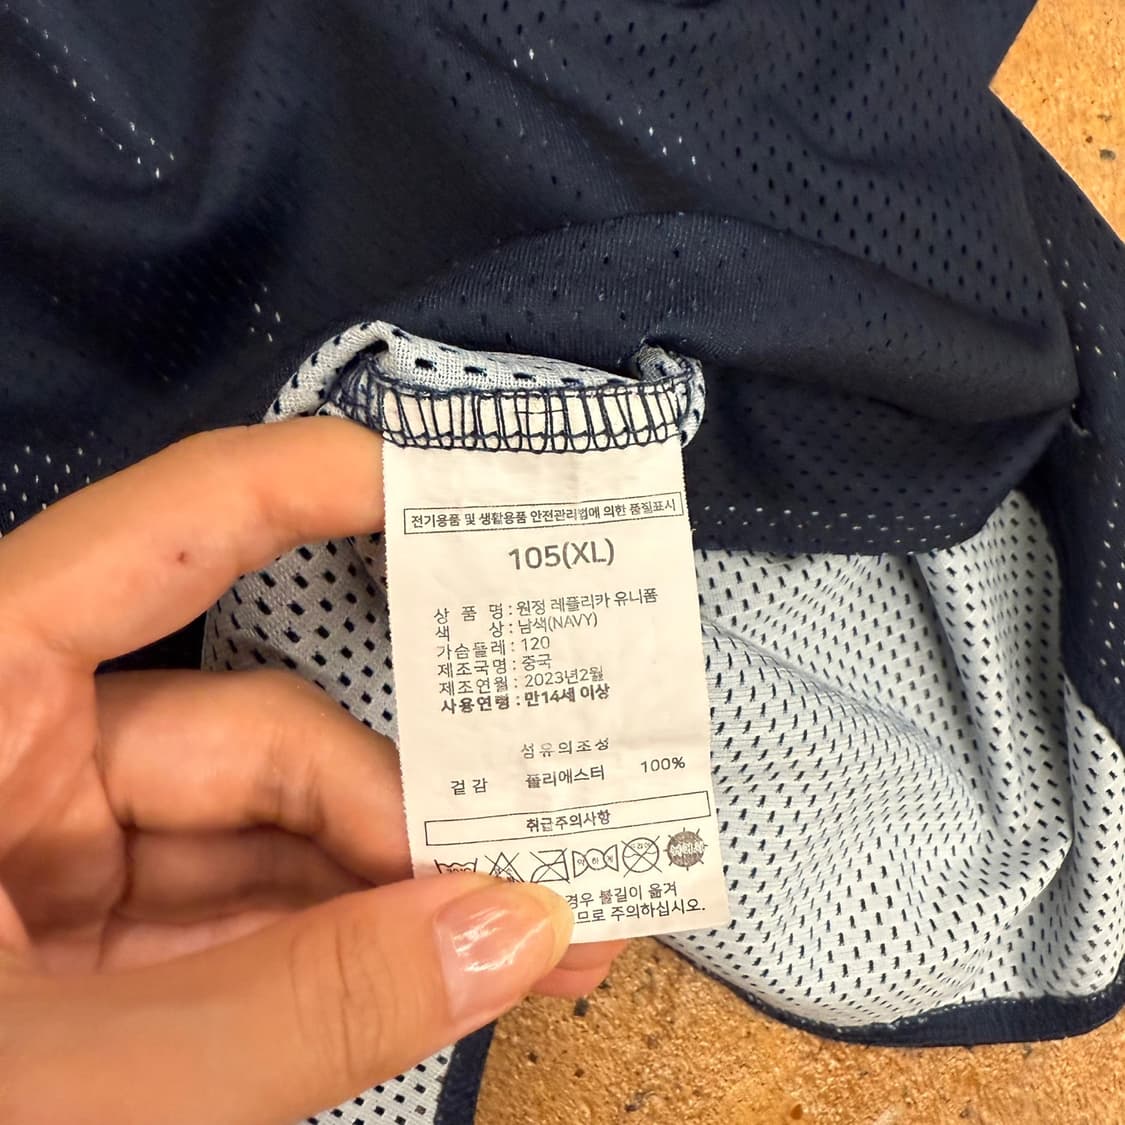 전기용품 및 생활용품 안전관리법에 의한 품질표시
105(XL)
상 품 명 : 원정 레플리카 유니폼
색 상 : 남색(NAVY)
가슴둘레 : 120
제조국명 : 중국
제조연월 : 2023년2월
사용연령 : 만14세 이상
섬유의조성
겉감 폴리에스터 100%
취급주의사항
약하게
경우 불길이 옮겨
므로 주의하십시오.